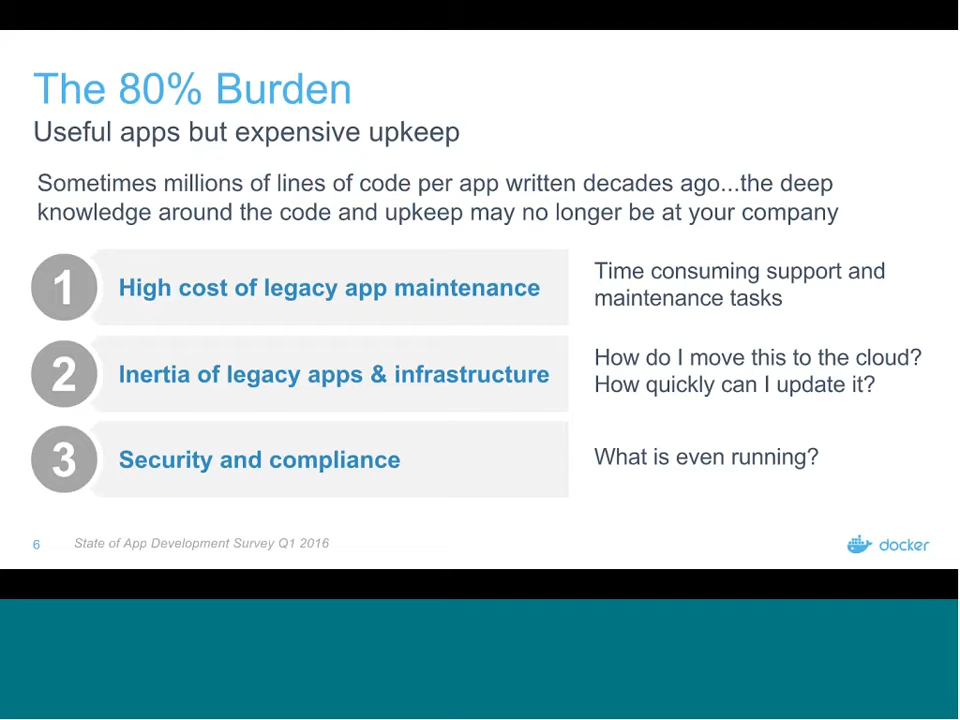 The 80% Burden
Useful apps but expensive upkeep
Sometimes millions of lines of code per app written decades ago...the deep
knowledge around the code and upkeep may no longer be at your company
1
High cost of legacy app maintenance
Time consuming support and
maintenance tasks
2
Inertia of legacy apps & infrastructure
How do I move this to the cloud?
How quickly can I update it?
3
Security and compliance
What is even running?
6
State of App Development Survey Q1 2016
docker